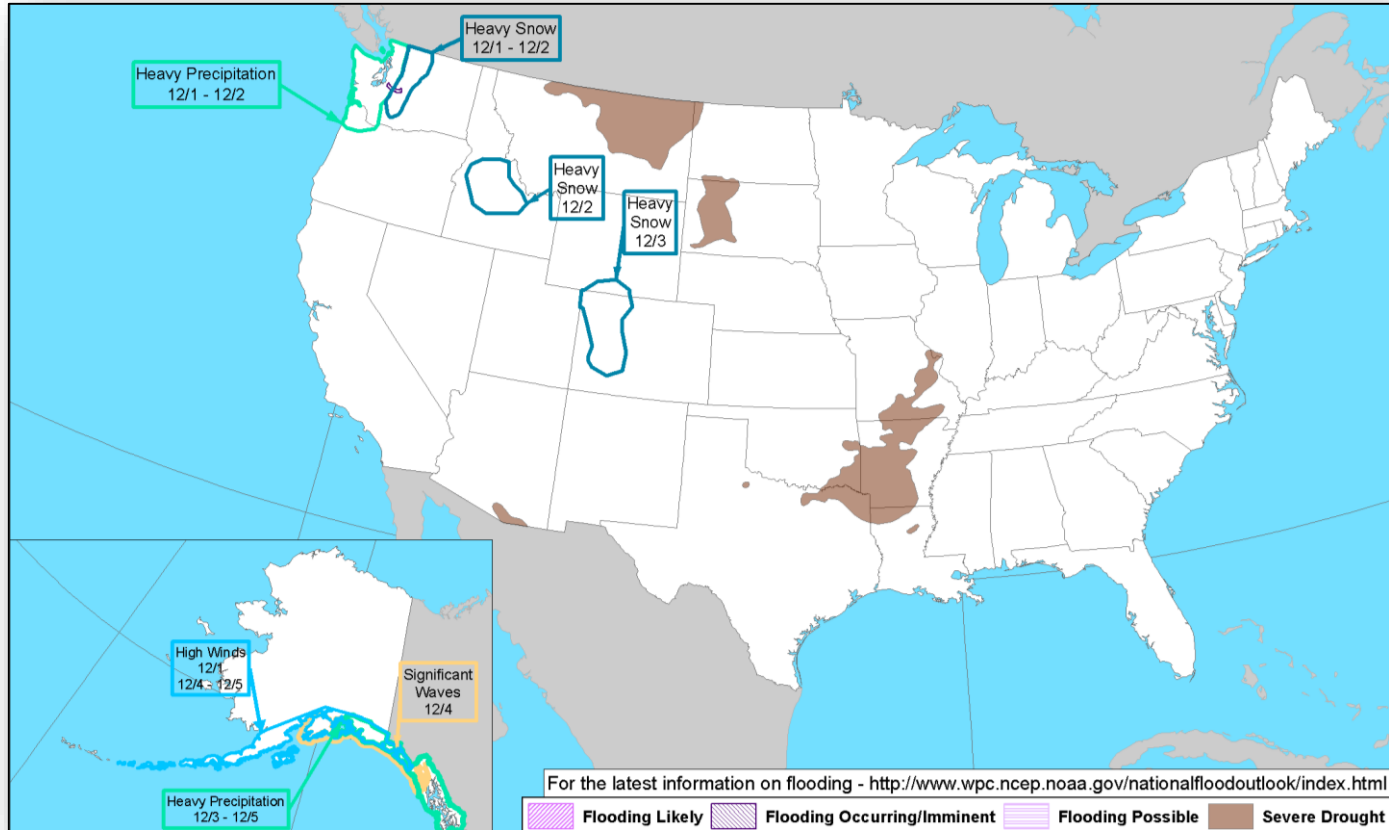 Heavy Snow
12/1 - 12/2
Heavy Precipitation
12/1 - 12/2
Heavy
Snow
12/2
Heavy
Snow
12/3
High Winds
12/1
12/4 - 12/5
Significant
Waves
12/4
Heavy Precipitation
12/3 - 12/5
For the latest information on flooding - http://www.wpc.ncep.noaa.gov/nationalfloodoutlook/index.html
Flooding Likely
Flooding Occurring/Imminent
Flooding Possible
Severe Drought